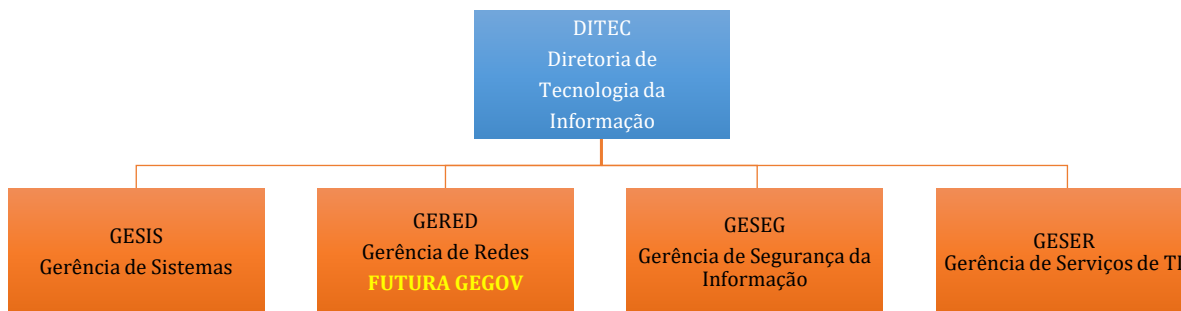 DITEC
Diretoria de
Tecnologia da
Informação
GESIS
Gerência de Sistemas
GERED
Gerência de Redes
FUTURA GEGOV
GESEG
Gerência de Segurança da
Informação
GESER
Gerência de Serviços de TI